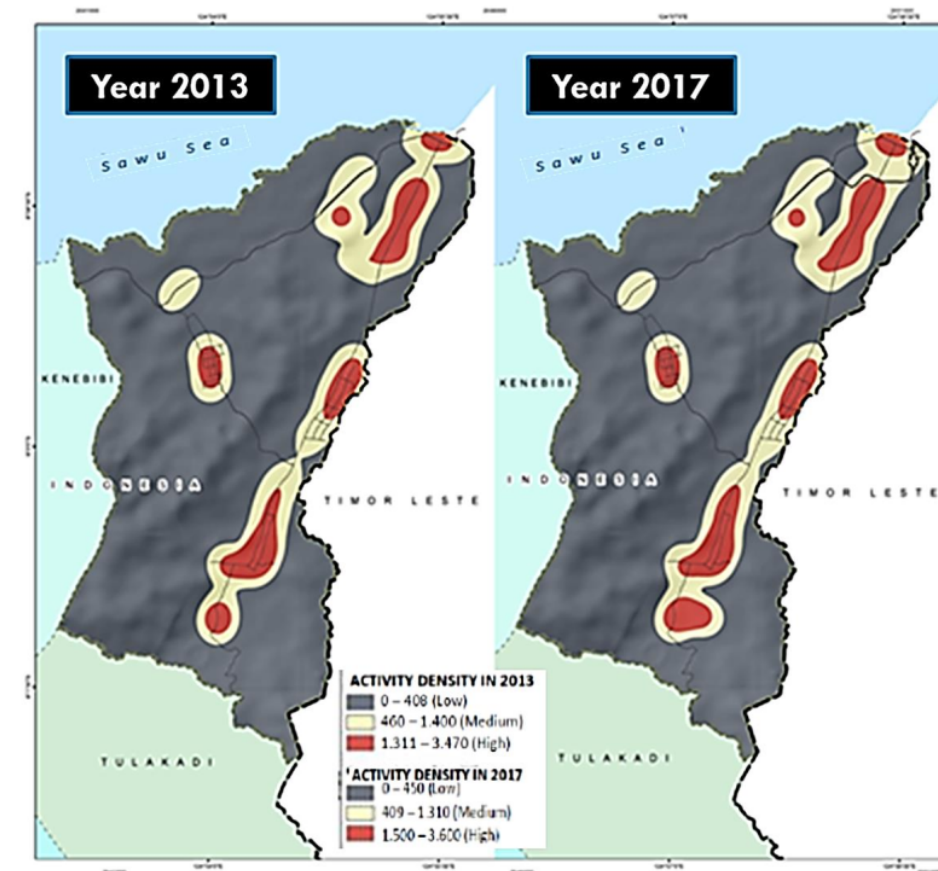 Year 2013
Year 2017
Sawu Sea
Sawu Sea
KENEBIBI
KENEBIBI
INDONESIA
INDONESIA
TIMOR LESTE
TIMOR LESTE
TULAKADI
TULAKADI
ACTIVITY DENSITY IN 2013
0 – 408 (Low)
460 – 1.400 (Medium)
1.311 – 3.470 (High)
'ACTIVITY DENSITY IN 2017
0 – 450 (Low)
409 – 1.310 (Medium)
1.500 – 3.600 (High)